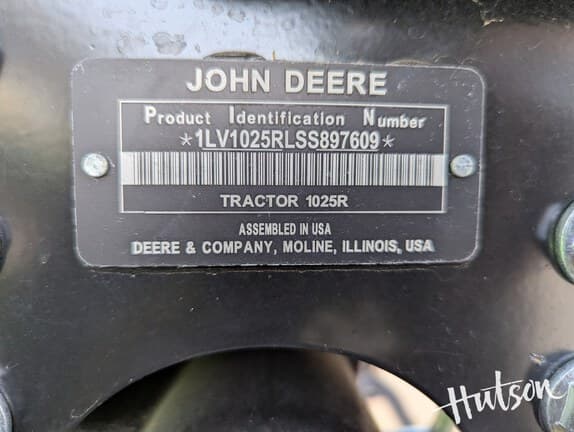 JOHN DEERE
Product Identification Number
*1LV1025RLSS897609*
TRACTOR 1025R
ASSEMBLED IN USA
DEERE & COMPANY, MOLINE, ILLINOIS, USA
Hutson